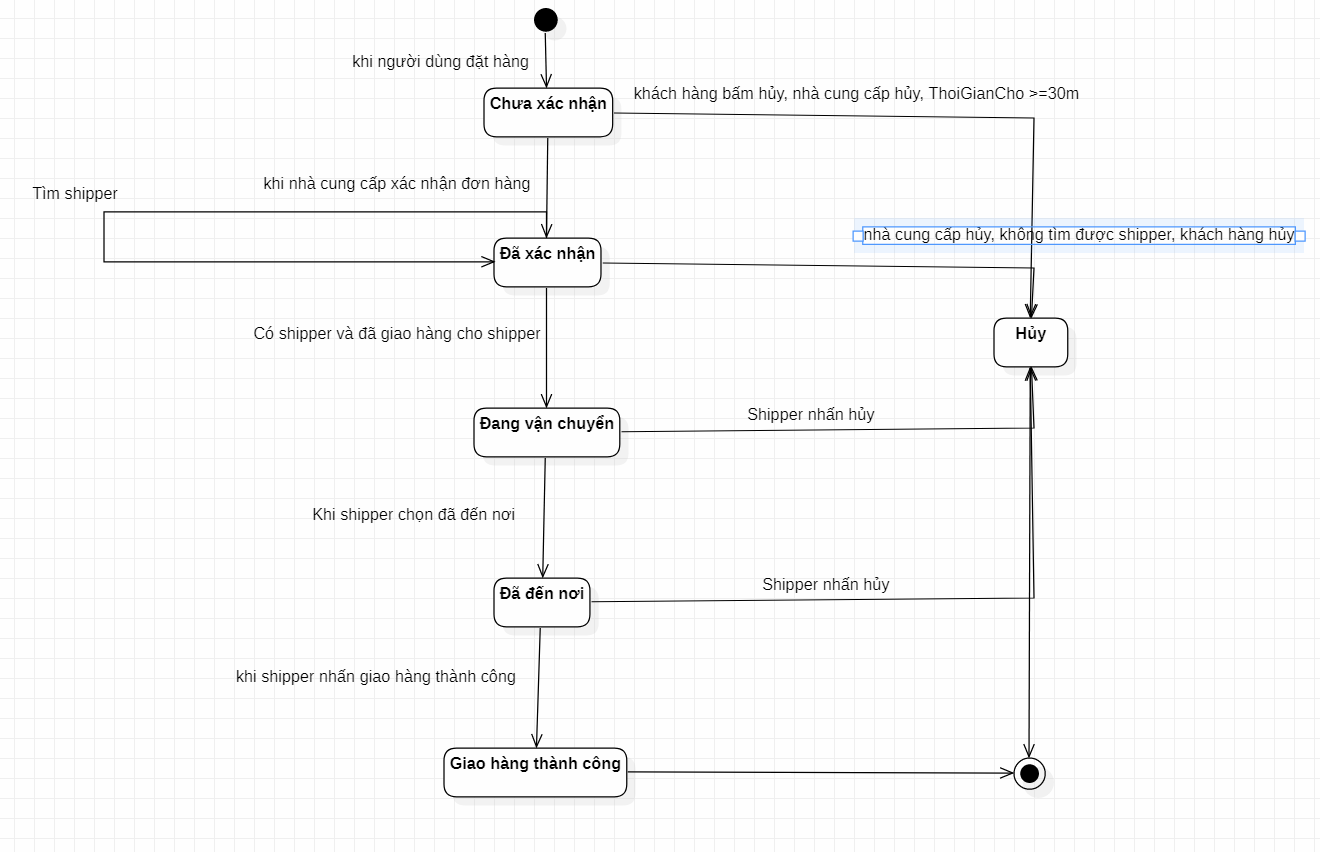 khi người dùng đặt hàng
Chưa xác nhận
khách hàng bấm hủy, nhà cung cấp hủy, ThoiGianCho >=30m
Tìm shipper
khi nhà cung cấp xác nhận đơn hàng
nhà cung cấp hủy, không tìm được shipper, khách hàng hủy
Đã xác nhận
Có shipper và đã giao hàng cho shipper
Hủy
Đang vận chuyển
Shipper nhấn hủy
Khi shipper chọn đã đến nơi
Đã đến nơi
Shipper nhấn hủy
khi shipper nhấn giao hàng thành công
Giao hàng thành công